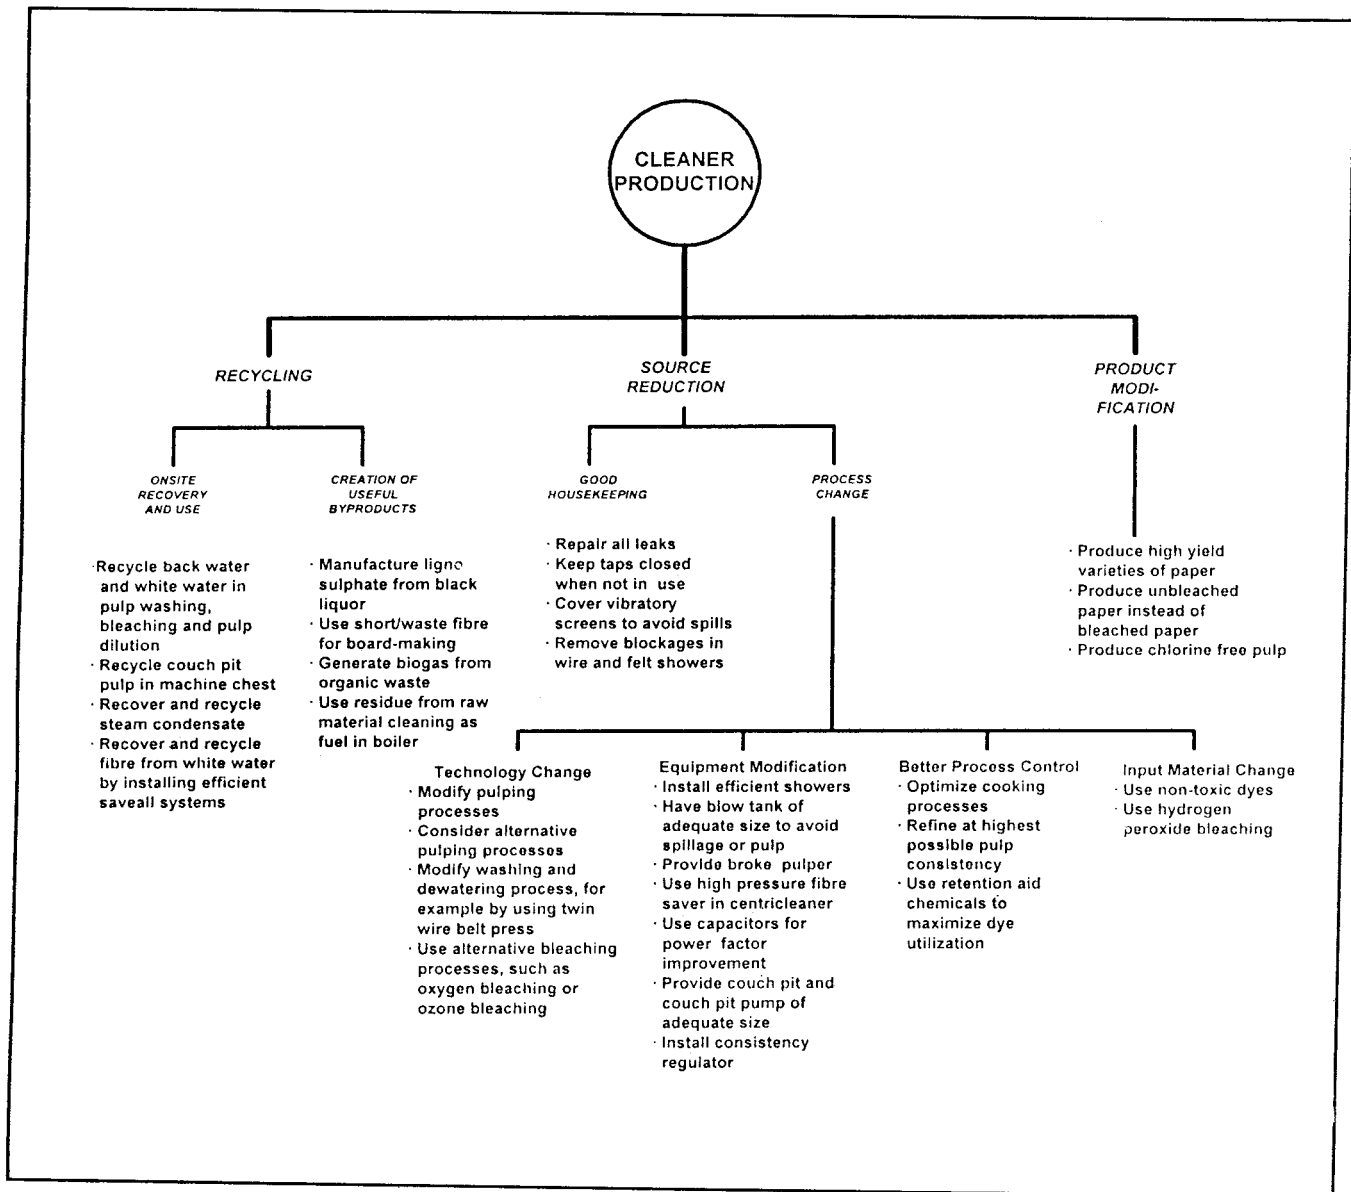 CLEANER
PRODUCTION
RECYCLING
SOURCE
REDUCTION
PRODUCT
MODI-
FICATION
ONSITE
RECOVERY
AND USE
CREATION OF
USEFUL
BYPRODUCTS
GOOD
HOUSEKEEPING
PROCESS
CHANGE
· Recycle back water
and white water in
pulp washing,
bleaching and pulp
dilution
· Recycle couch pit
pulp in machine chest
· Recover and recycle
steam condensate
· Recover and recycle
fibre from white water
by installing efficient
saveall systems
· Manufacture ligno
sulphate from black
liquor
· Use short/waste fibre
for board-making
· Generate biogas from
organic waste
· Use residue from raw
material cleaning as
fuel in boiler
· Repair all leaks
· Keep taps closed
when not in use
· Cover vibratory
screens to avoid spills
· Remove blockages in
wire and felt showers
· Produce high yield
varieties of paper
· Produce unbleached
paper instead of
bleached paper
· Produce chlorine free pulp
Technology Change
· Modify pulping
processes
· Consider alternative
pulping processes
· Modify washing and
dewatering process, for
example by using twin
wire belt press
· Use alternative bleaching
processes, such as
oxygen bleaching or
ozone bleaching
Equipment Modification
· Install efficient showers
· Have blow tank of
adequate size to avoid
spillage or pulp
· Provide broke pulper
· Use high pressure fibre
saver in centricleaner
· Use capacitors for
power factor
improvement
· Provide couch pit and
couch pit pump of
adequate size
· Install consistency
regulator
Better Process Control
· Optimize cooking
processes
· Refine at highest
possible pulp
consistency
· Use retention aid
chemicals to
maximize dye
utilization
Input Material Change
· Use non-toxic dyes
· Use hydrogen
peroxide bleaching